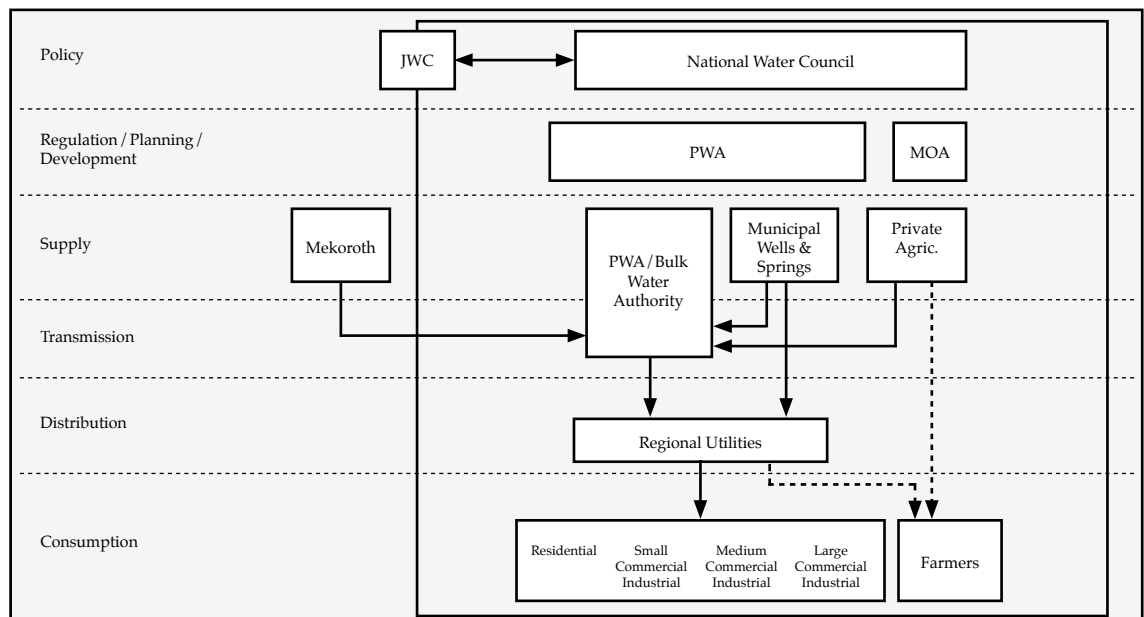 Policy
JWC
National Water Council
Regulation / Planning /
Development
PWA
MOA
Supply
Mekoroth
PWA/Bulk
Water
Authority
Municipal
Wells &
Springs
Private
Agric.
Transmission
Distribution
Regional Utilities
Consumption
Residential
Small
Commercial
Industrial
Medium
Commercial
Industrial
Large
Commercial
Industrial
Farmers